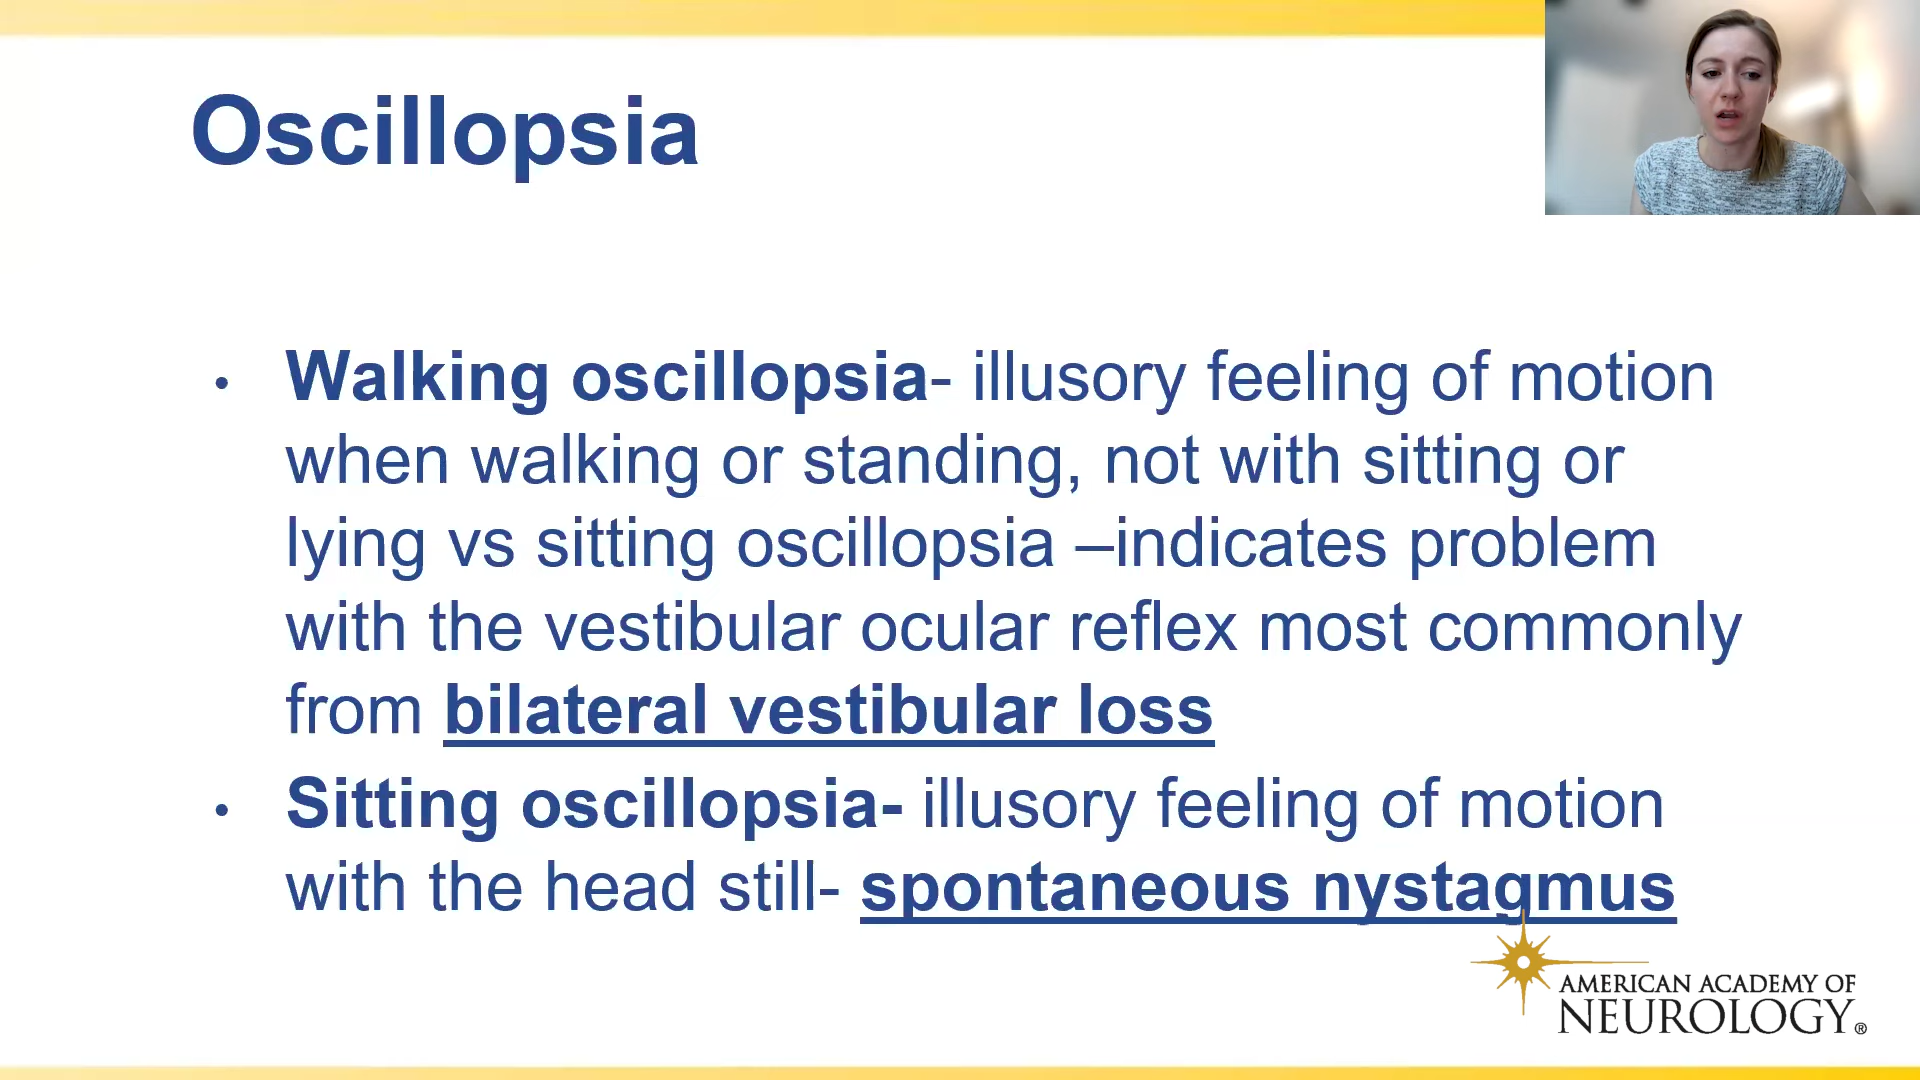 Oscillopsia
• Walking oscillopsia- illusory feeling of motion
when walking or standing, not with sitting or
lying vs sitting oscillopsia –indicates problem
with the vestibular ocular reflex most commonly
from bilateral vestibular loss
• Sitting oscillopsia- illusory feeling of motion
with the head still- spontaneous nystagmus
AMERICAN ACADEMY OF
NEUROLOGY®